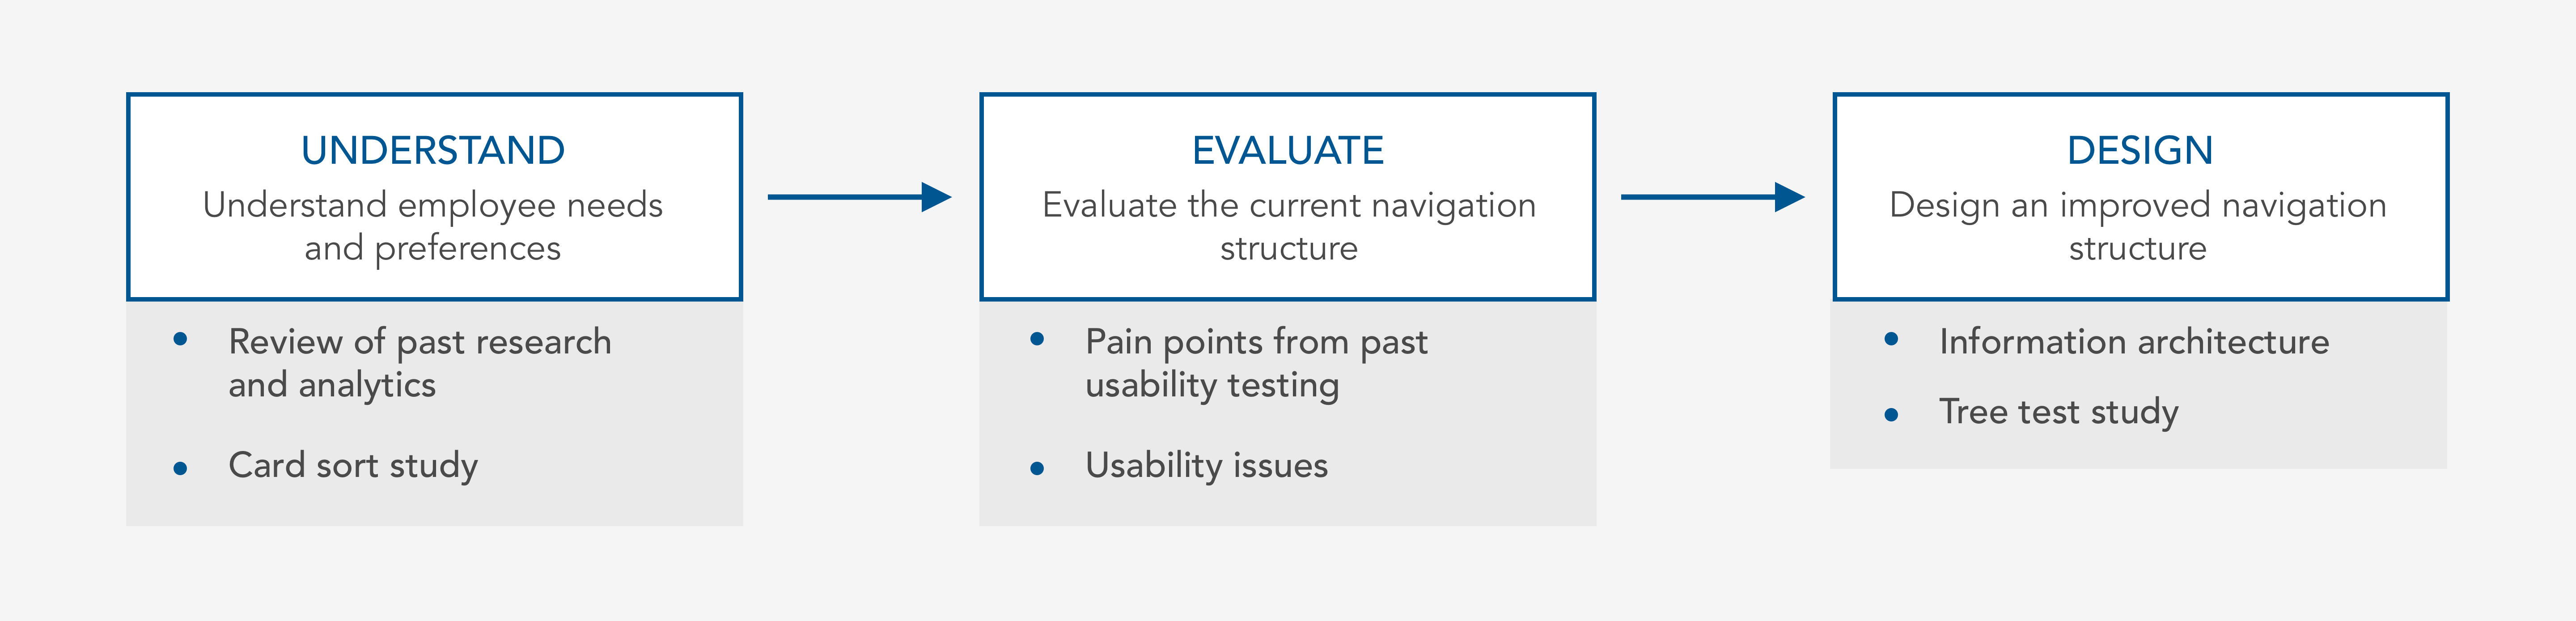 UNDERSTAND
Understand employee needs
and preferences
Review of past research
and analytics
Card sort study
EVALUATE
Evaluate the current navigation
structure
Pain points from past
usability testing
Usability issues
DESIGN
Design an improved navigation
structure
Information architecture
Tree test study